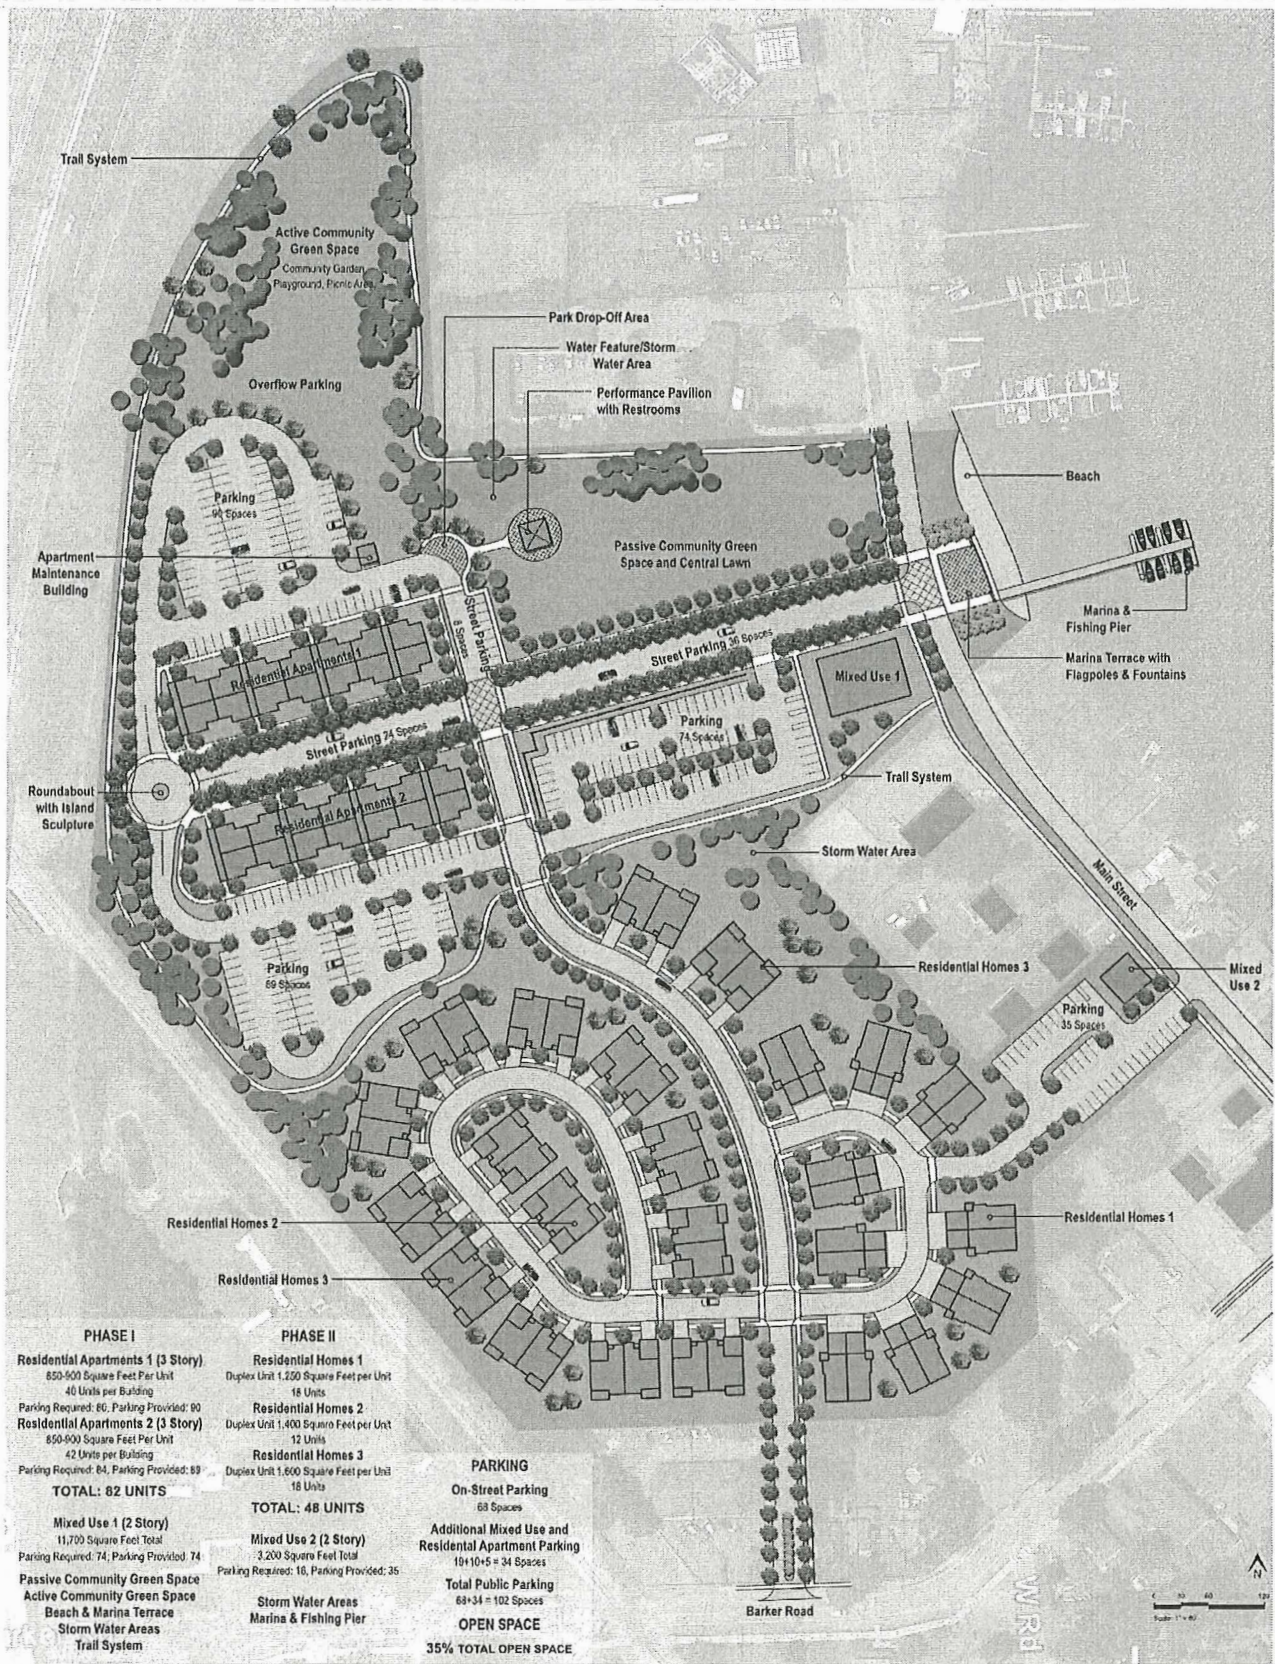 Trail System
Active Community
Green Space
Community Garden
Playground, Picnic Area
Park Drop-Off Area
Water Feature/Storm
Water Area
Performance Pavilion
with Restrooms
Overflow Parking
Beach
Parking
90 Spaces
Apartment
Maintenance
Building
Passive Community Green
Space and Central Lawn
Marina &
Fishing Pier
Street Parking
8 Spaces
Street Parking 36 Spaces
Marina Terrace with
Flagpoles & Fountains
Residential Apartments 1
Mixed Use 1
Street Parking 24 Spaces
Parking
74 Spaces
Roundabout
with Island
Sculpture
Trail System
Residential Apartments 2
Storm Water Area
Main Street
Parking
89 Spaces
Residential Homes 3
Mixed
Use 2
Parking
35 Spaces
Residential Homes 2
Residential Homes 1
Residential Homes 3
PHASE I
Residential Apartments 1 (3 Story)
850-900 Square Feet Per Unit
40 Units per Building
Parking Required: 80, Parking Provided: 90
Residential Apartments 2 (3 Story)
850-900 Square Feet Per Unit
42 Units per Building
Parking Required: 84, Parking Provided: 89
TOTAL: 82 UNITS
Mixed Use 1 (2 Story)
11,700 Square Feet Total
Parking Required: 74, Parking Provided: 74
Passive Community Green Space
Active Community Green Space
Beach & Marina Terrace
Storm Water Areas
Trail System
PHASE II
Residential Homes 1
Duplex Unit 1,250 Square Feet per Unit
18 Units
Residential Homes 2
Duplex Unit 1,400 Square Feet per Unit
12 Units
Residential Homes 3
Duplex Unit 1,600 Square Feet per Unit
18 Units
TOTAL: 48 UNITS
Mixed Use 2 (2 Story)
3,200 Square Feet Total
Parking Required: 16, Parking Provided: 35
Storm Water Areas
Marina & Fishing Pier
PARKING
On-Street Parking
68 Spaces
Additional Mixed Use and
Residental Apartment Parking
19+10+5 = 34 Spaces
Total Public Parking
68+34 = 102 Spaces
OPEN SPACE
35% TOTAL OPEN SPACE
Barker Road
W Rd
N